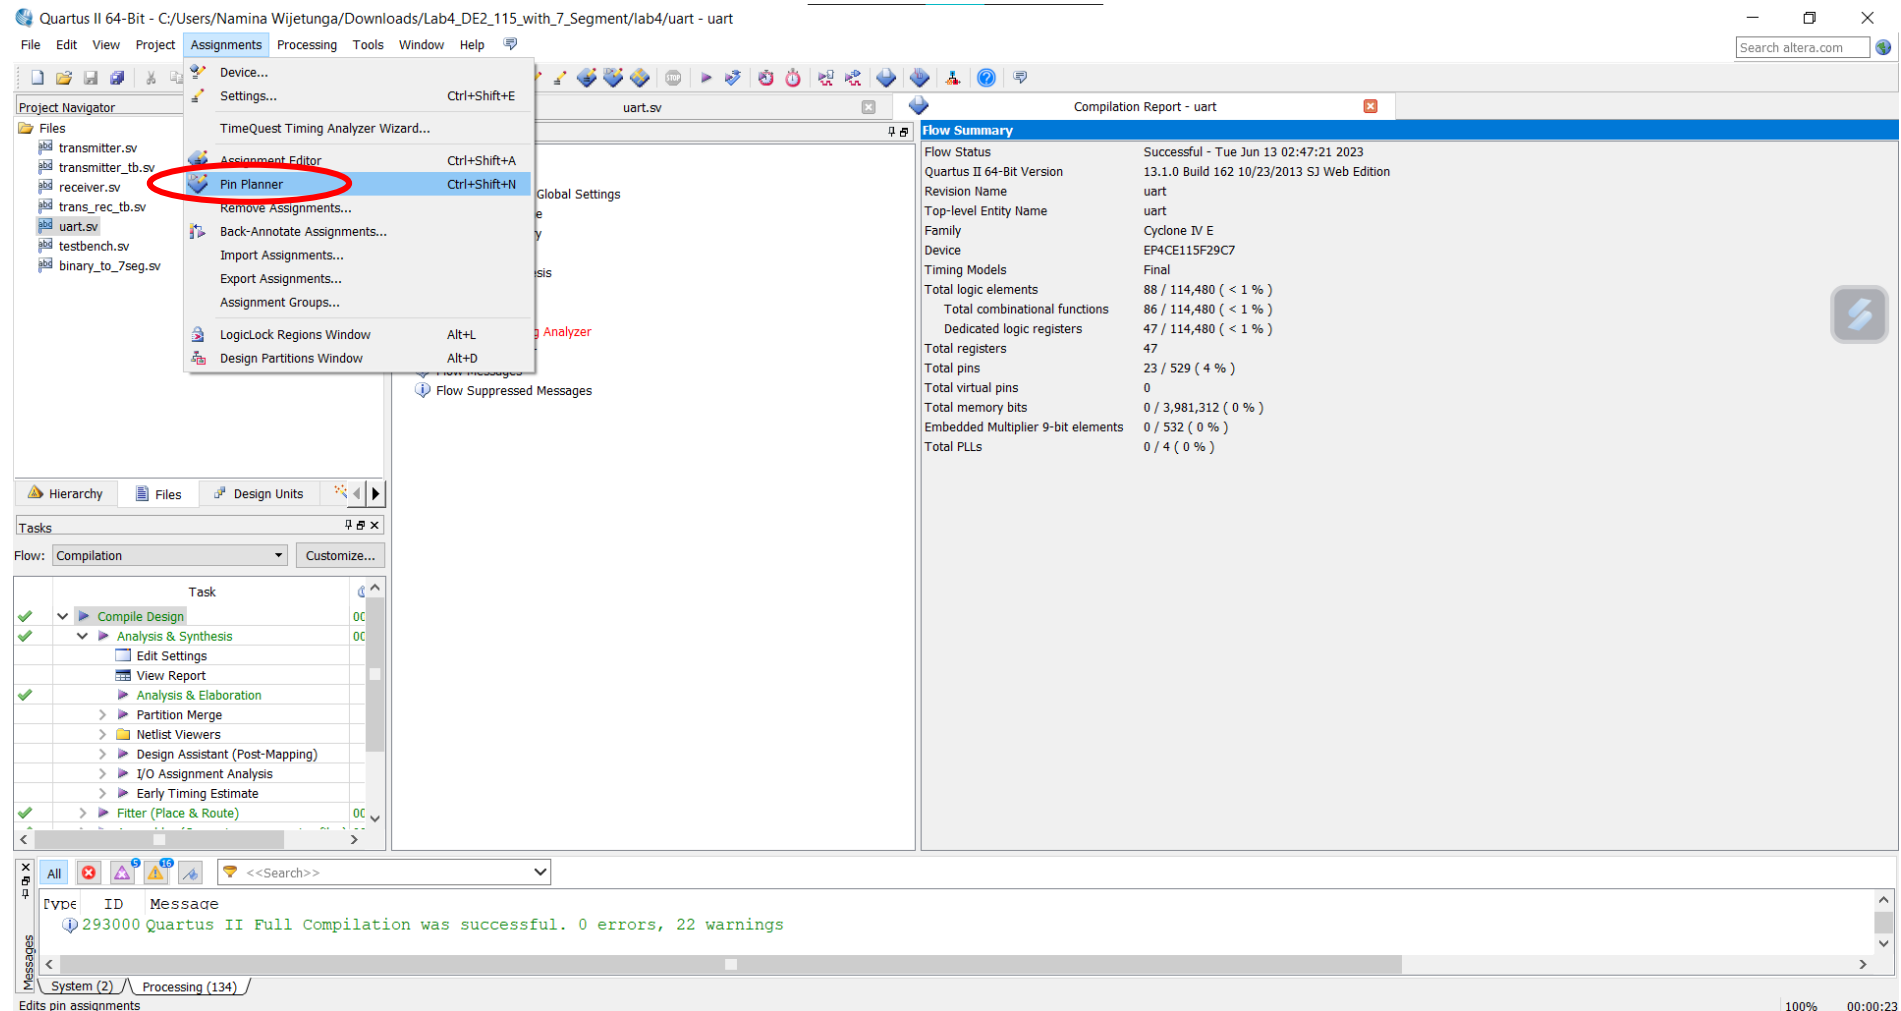 Quartus II 64-Bit - C:/Users/Namina Wijetunga/Downloads/Lab4_DE2_115_with_7_Segment/lab4/uart - uart
File Edit View Project Assignments Processing Tools Window Help
Search altera.com
Device...
Settings... Ctrl+Shift+E
TimeQuest Timing Analyzer Wizard...
Assignment Editor Ctrl+Shift+A
Pin Planner Ctrl+Shift+N
Remove Assignments...
Back-Annotate Assignments...
Import Assignments...
Export Assignments...
Assignment Groups...
LogicLock Regions Window Alt+L
Design Partitions Window Alt+D
Project Navigator
Files
transmitter.sv
transmitter_tb.sv
receiver.sv
trans_rec_tb.sv
uart.sv
testbench.sv
binary_to_7seg.sv
Hierarchy Files Design Units
Tasks
Flow: Compilation Customize...
Task
Compile Design 00
Analysis & Synthesis 00
Edit Settings
View Report
Analysis & Elaboration
Partition Merge
Netlist Viewers
Design Assistant (Post-Mapping)
I/O Assignment Analysis
Early Timing Estimate
Fitter (Place & Route) 00
uart.sv
Global Settings
Analyzer
Flow Messages
Flow Suppressed Messages
Compilation Report - uart
Flow Summary
Flow Status Successful - Tue Jun 13 02:47:21 2023
Quartus II 64-Bit Version 13.1.0 Build 162 10/23/2013 SJ Web Edition
Revision Name uart
Top-level Entity Name uart
Family Cyclone IV E
Device EP4CE115F29C7
Timing Models Final
Total logic elements 88 / 114,480 ( < 1 % )
Total combinational functions 86 / 114,480 ( < 1 % )
Dedicated logic registers 47 / 114,480 ( < 1 % )
Total registers 47
Total pins 23 / 529 ( 4 % )
Total virtual pins 0
Total memory bits 0 / 3,981,312 ( 0 % )
Embedded Multiplier 9-bit elements 0 / 532 ( 0 % )
Total PLLs 0 / 4 ( 0 % )
All 5 16 <<Search>>
Type ID Message
293000 Quartus II Full Compilation was successful. 0 errors, 22 warnings
Messages
System (2) Processing (134)
Edits pin assignments
100% 00:00:23